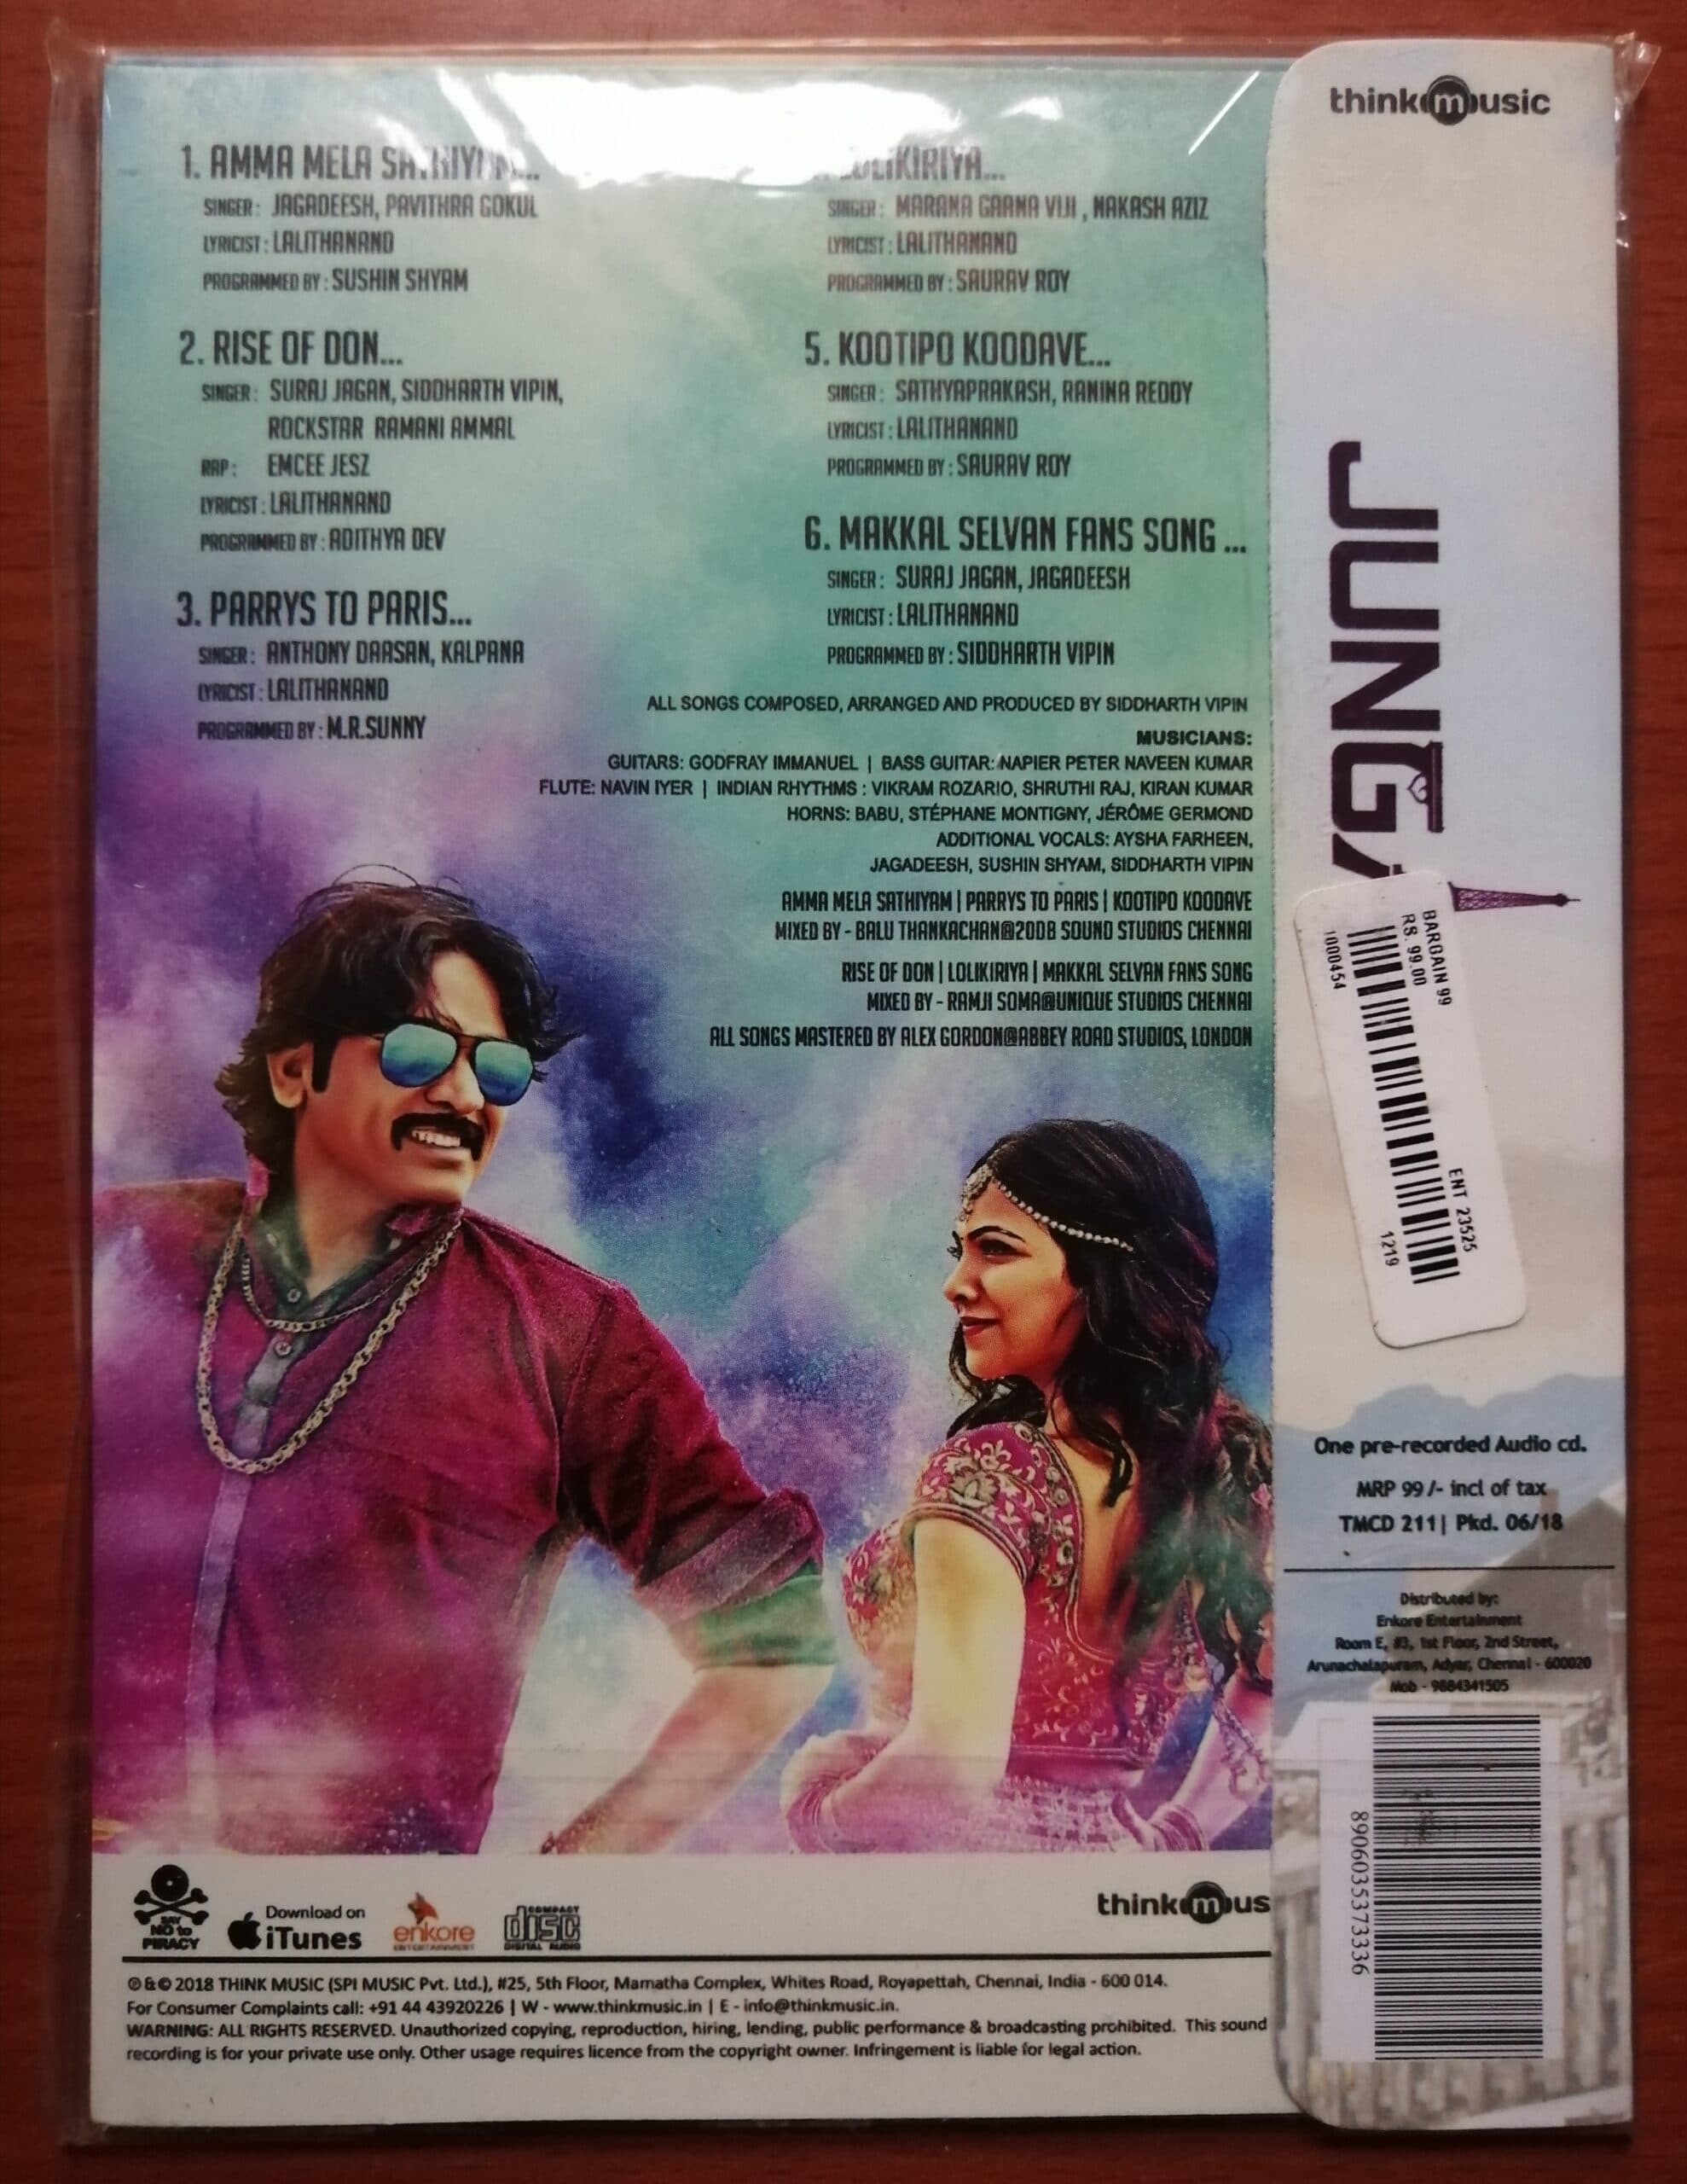 1. AMMA MELA SATHIYAM...
SINGER : JAGADEESH, PAVITHRA GOKUL
LYRICIST : LALITHANAND
PROGRAMMED BY : SUSHIN SHYAM
2. RISE OF DON...
SINGER : SURAJ JAGAN, SIDDHARTH VIPIN,
ROCKSTAR RAMANI AMMAL
RAP : EMCEE JESZ
LYRICIST : LALITHANAND
PROGRAMMED BY : ADITHYA DEV
3. PARRYS TO PARIS...
SINGER : ANTHONY DAASAN, KALPANA
LYRICIST : LALITHANAND
PROGRAMMED BY : M.R.SUNNY
LOLIKIRIYA...
SINGER : MARANA GAANA VIJI , NAKASH AZIZ
LYRICIST : LALITHANAND
PROGRAMMED BY : SAURAV ROY
5. KOOTIPO KOODAVE...
SINGER : SATHYAPRAKASH, RANINA REDDY
LYRICIST : LALITHANAND
PROGRAMMED BY : SAURAV ROY
6. MAKKAL SELVAN FANS SONG ...
SINGER : SURAJ JAGAN, JAGADEESH
LYRICIST : LALITHANAND
PROGRAMMED BY : SIDDHARTH VIPIN
ALL SONGS COMPOSED, ARRANGED AND PRODUCED BY SIDDHARTH VIPIN
MUSICIANS:
GUITARS: GODFRAY IMMANUEL | BASS GUITAR: NAPIER PETER NAVEEN KUMAR
FLUTE: NAVIN IYER | INDIAN RHYTHMS : VIKRAM ROZARIO, SHRUTHI RAJ, KIRAN KUMAR
HORNS: BABU, STÉPHANE MONTIGNY, JÉRÔME GERMOND
ADDITIONAL VOCALS: AYSHA FARHEEN,
JAGADEESH, SUSHIN SHYAM, SIDDHARTH VIPIN
AMMA MELA SATHIYAM | PARRYS TO PARIS | KOOTIPO KOODAVE
MIXED BY - BALU THANKACHAN@20DB SOUND STUDIOS CHENNAI
RISE OF DON | LOLIKIRIYA | MAKKAL SELVAN FANS SONG
MIXED BY - RAMJI SOMA@UNIQUE STUDIOS CHENNAI
ALL SONGS MASTERED BY ALEX GORDON@ABBEY ROAD STUDIOS, LONDON
SAY
NO to
PIRACY
Download on
iTunes
enkore
ENTERTAINMENT
COMPACT
disc
DIGITAL AUDIO
thinkmus
℗ & © 2018 THINK MUSIC (SPI MUSIC Pvt. Ltd.), #25, 5th Floor, Mamatha Complex, Whites Road, Royapettah, Chennai, India - 600 014.
For Consumer Complaints call: +91 44 43920226 | W - www.thinkmusic.in | E - info@thinkmusic.in.
WARNING: ALL RIGHTS RESERVED. Unauthorized copying, reproduction, hiring, lending, public performance & broadcasting prohibited. This sound
recording is for your private use only. Other usage requires licence from the copyright owner. Infringement is liable for legal action.
thinkmusic
JUNGA
BARGAIN 99
RS. 99.00
1000454
ENT 23525
1219
One pre-recorded Audio cd.
MRP 99/- incl of tax
TMCD 211| Pkd. 06/18
Distributed by:
Enkore Entertainment
Room E, #3, 1st Floor, 2nd Street,
Arunachalapuram, Adyar, Chennai - 600020
Mob - 9884341505
8906035373336